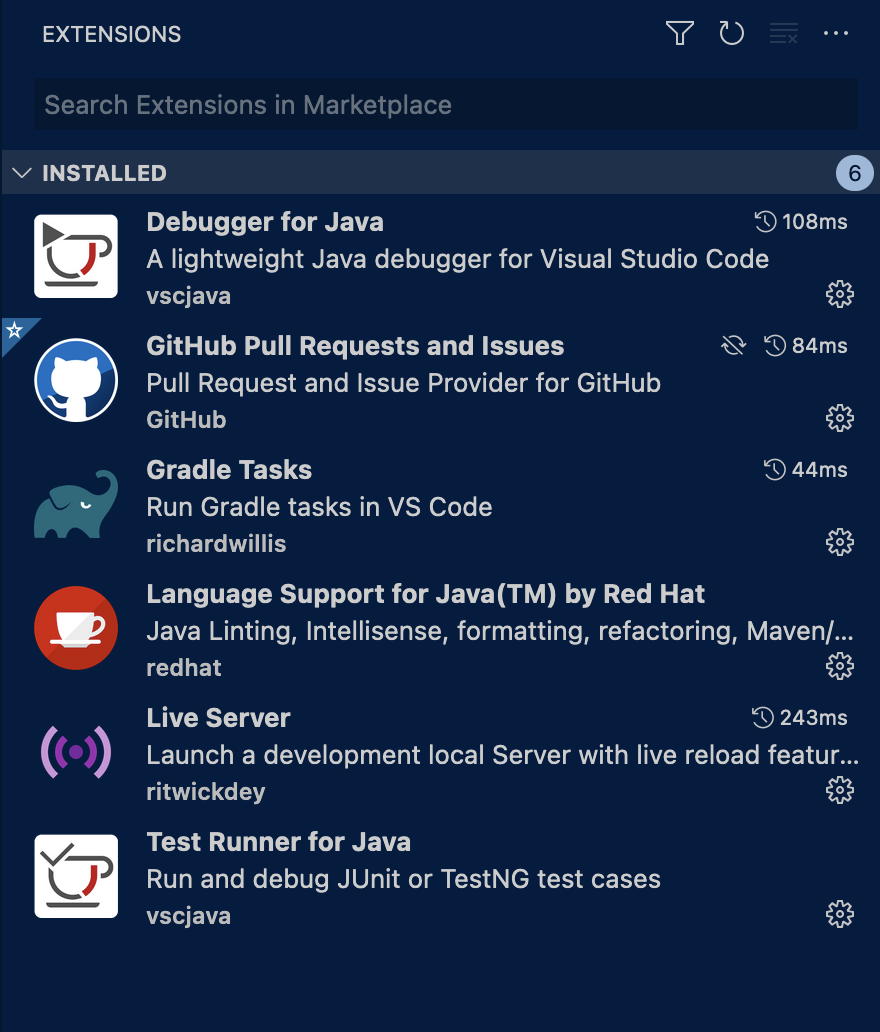 EXTENSIONS
Search Extensions in Marketplace
INSTALLED 6
Debugger for Java 108ms
A lightweight Java debugger for Visual Studio Code
vscjava
GitHub Pull Requests and Issues 84ms
Pull Request and Issue Provider for GitHub
GitHub
Gradle Tasks 44ms
Run Gradle tasks in VS Code
richardwillis
Language Support for Java(TM) by Red Hat
Java Linting, Intellisense, formatting, refactoring, Maven/...
redhat
Live Server 243ms
Launch a development local Server with live reload featur...
ritwickdey
Test Runner for Java
Run and debug JUnit or TestNG test cases
vscjava